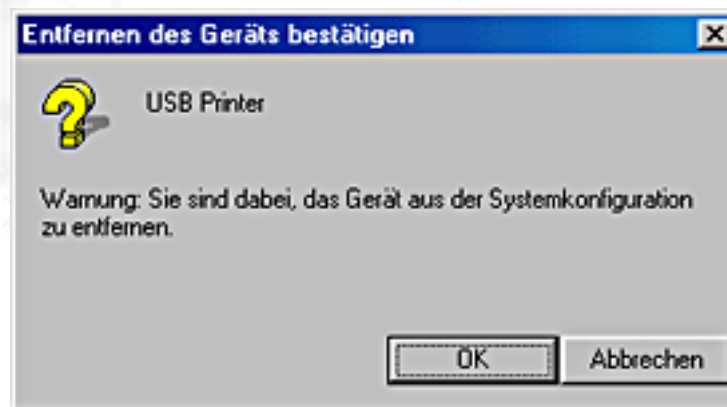 Entfernen des Geräts bestätigen
USB Printer
Warnung: Sie sind dabei, das Gerät aus der Systemkonfiguration
zu entfernen.
OK
Abbrechen